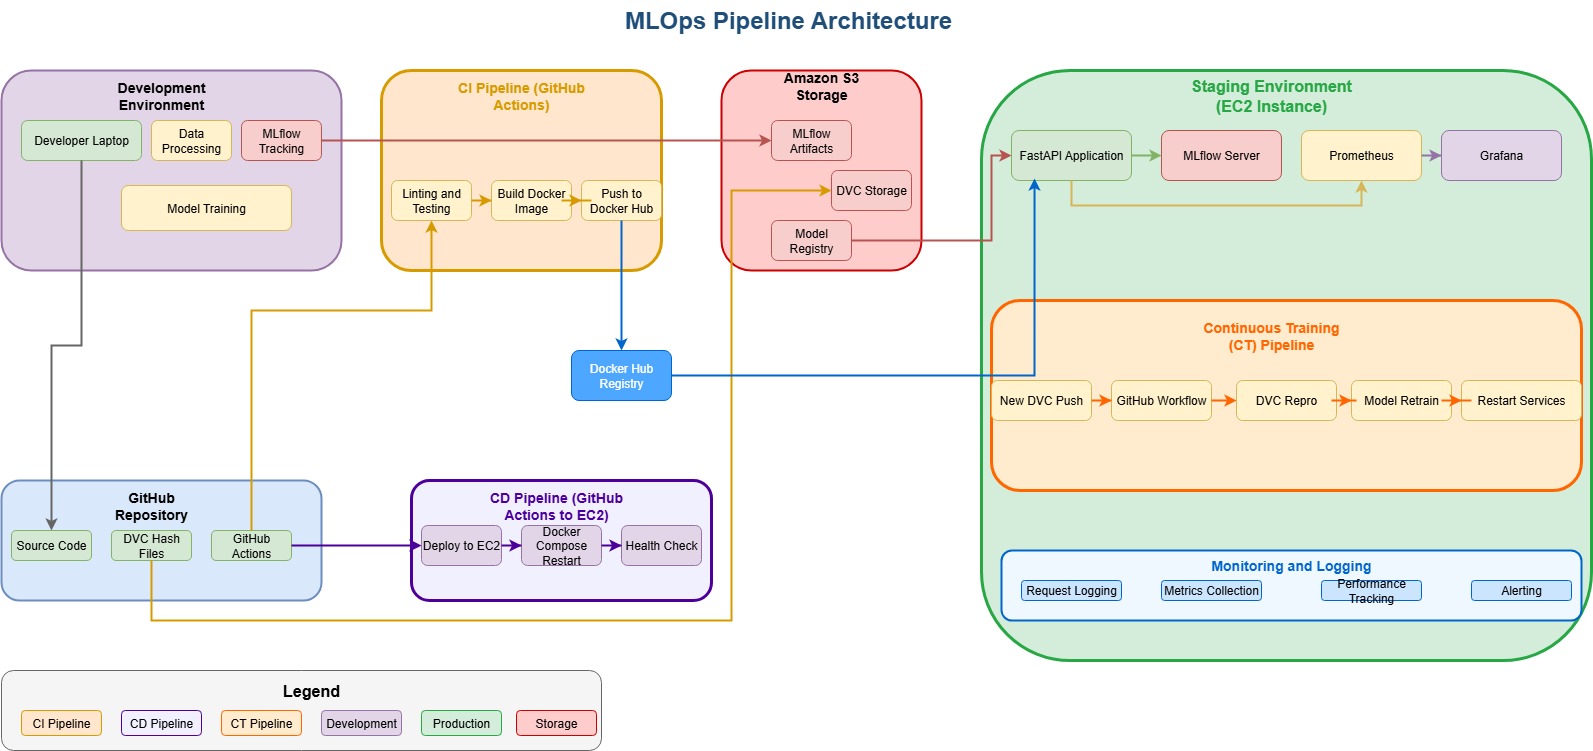 MLOps Pipeline Architecture
Development
Environment
Developer Laptop
Data
Processing
MLflow
Tracking
Model Training
CI Pipeline (GitHub
Actions)
Linting and
Testing
Build Docker
Image
Push to
Docker Hub
Amazon S3
Storage
MLflow
Artifacts
DVC Storage
Model
Registry
Staging Environment
(EC2 Instance)
FastAPI Application
MLflow Server
Prometheus
Grafana
Continuous Training
(CT) Pipeline
New DVC Push
GitHub Workflow
DVC Repro
Model Retrain
Restart Services
Docker Hub
Registry
GitHub
Repository
Source Code
DVC Hash
Files
GitHub
Actions
CD Pipeline (GitHub
Actions to EC2)
Deploy to EC2
Docker
Compose
Restart
Health Check
Monitoring and Logging
Request Logging
Metrics Collection
Performance
Tracking
Alerting
Legend
CI Pipeline
CD Pipeline
CT Pipeline
Development
Production
Storage